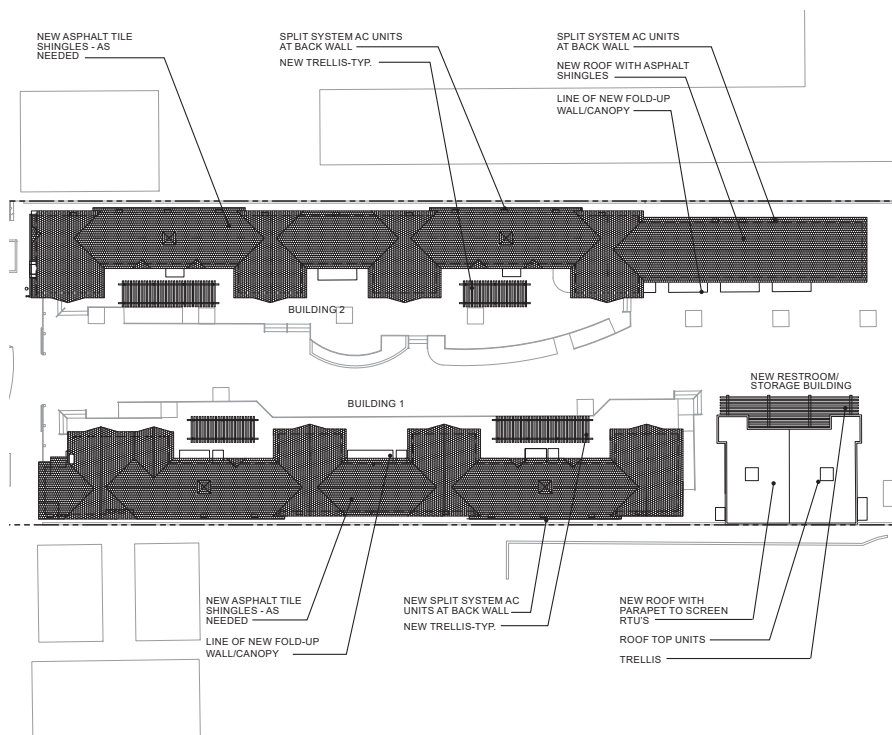 NEW ASPHALT TILE
SHINGLES - AS
NEEDED
SPLIT SYSTEM AC UNITS
AT BACK WALL
NEW TRELLIS-TYP.
SPLIT SYSTEM AC UNITS
AT BACK WALL
NEW ROOF WITH ASPHALT
SHINGLES
LINE OF NEW FOLD-UP
WALL/CANOPY
BUILDING 2
BUILDING 1
NEW RESTROOM/
STORAGE BUILDING
NEW ASPHALT TILE
SHINGLES - AS
NEEDED
LINE OF NEW FOLD-UP
WALL/CANOPY
NEW SPLIT SYSTEM AC
UNITS AT BACK WALL
NEW TRELLIS-TYP.
NEW ROOF WITH
PARAPET TO SCREEN
RTU'S
ROOF TOP UNITS
TRELLIS